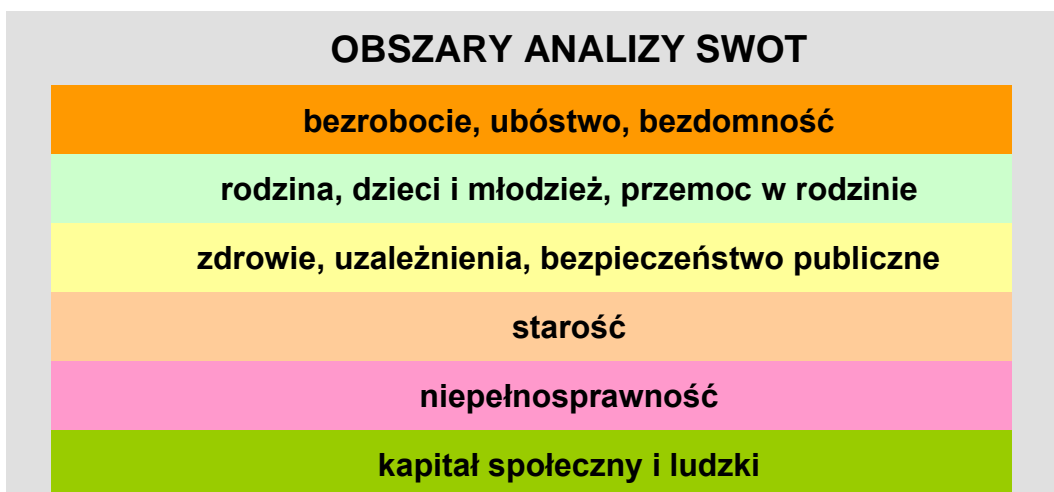 OBSZARY ANALIZY SWOT
bezrobocie, ubóstwo, bezdomność
rodzina, dzieci i młodzież, przemoc w rodzinie
zdrowie, uzależnienia, bezpieczeństwo publiczne
starość
niepełnosprawność
kapitał społeczny i ludzki